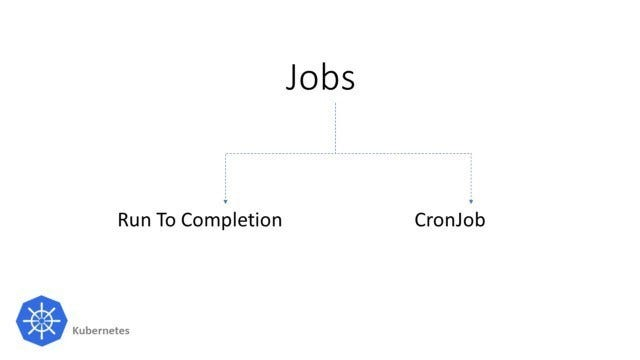 Jobs
Run To Completion
CronJob
Kubernetes